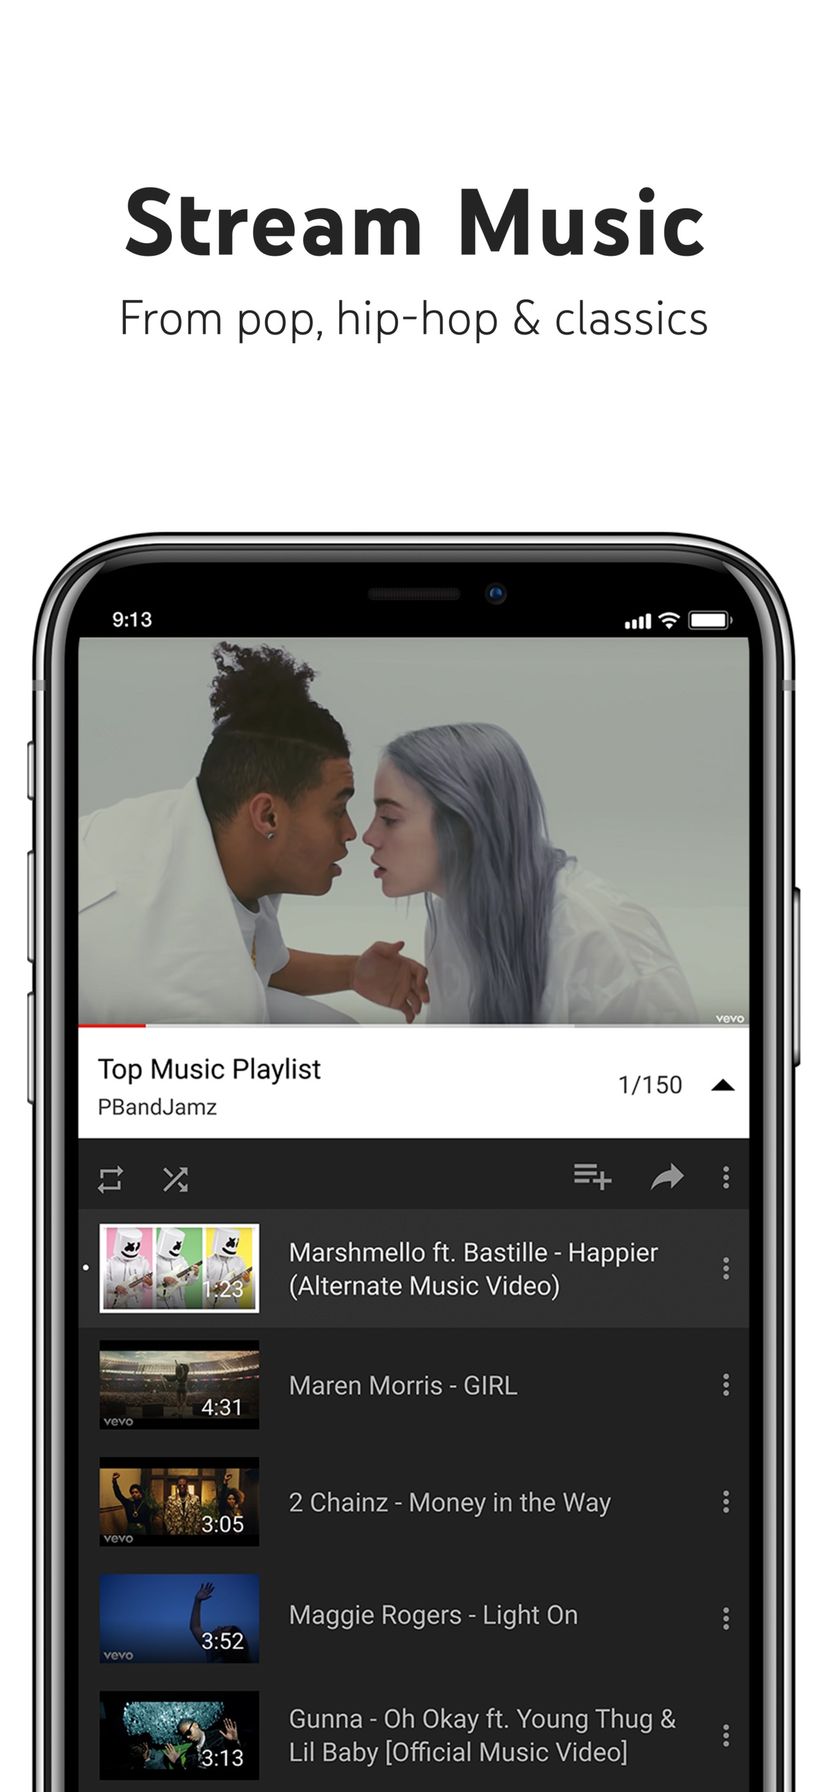 Stream Music
From pop, hip-hop & classics
9:13
vevo
Top Music Playlist
PBandJamz
1/150
1:23
Marshmello ft. Bastille - Happier
(Alternate Music Video)
4:31
vevo
Maren Morris - GIRL
3:05
vevo
2 Chainz - Money in the Way
3:52
vevo
Maggie Rogers - Light On
3:13
Gunna - Oh Okay ft. Young Thug &
Lil Baby [Official Music Video]